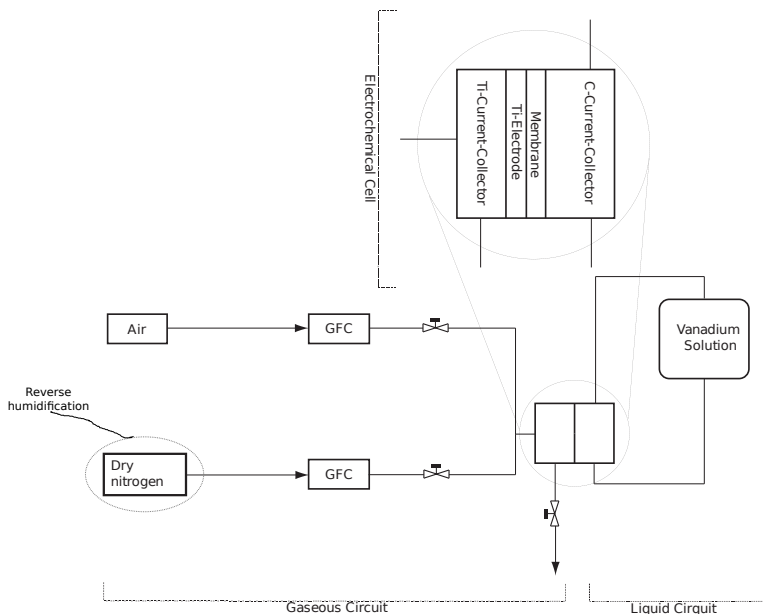 Electrochemical Cell
Ti-Current-Collector
Ti-Electrode
Membrane
C-Current-Collector
Air
GFC
Vanadium
Solution
Reverse
humidification
Dry
nitrogen
GFC
Gaseous Circuit
Liquid Cirguit